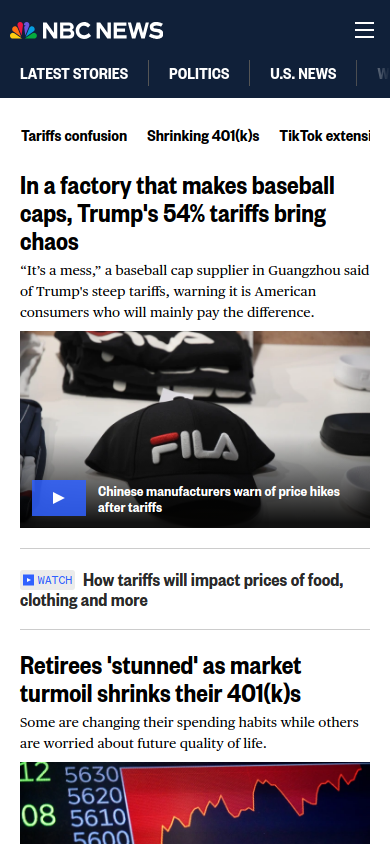 NBC NEWS
LATEST STORIES
POLITICS
U.S. NEWS
Tariffs confusion
Shrinking 401(k)s
TikTok extensi
In a factory that makes baseball
caps, Trump's 54% tariffs bring
chaos
“It’s a mess,” a baseball cap supplier in Guangzhou said
of Trump's steep tariffs, warning it is American
consumers who will mainly pay the difference.
FILA
Chinese manufacturers warn of price hikes
after tariffs
WATCH How tariffs will impact prices of food,
clothing and more
Retirees 'stunned' as market
turmoil shrinks their 401(k)s
Some are changing their spending habits while others
are worried about future quality of life.
12 5630
5620
08 5610
5600